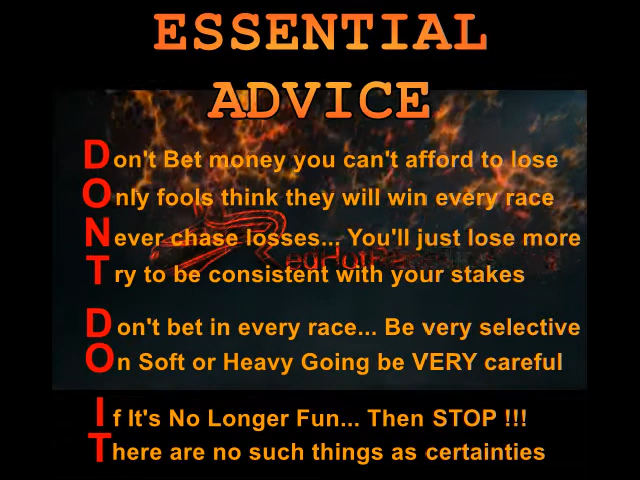 ESSENTIAL
ADVICE
Don't Bet money you can't afford to lose
Only fools think they will win every race
Never chase losses... You'll just lose more
Try to be consistent with your stakes
Don't bet in every race... Be very selective
On Soft or Heavy Going be VERY careful
If It's No Longer Fun... Then STOP !!!
There are no such things as certainties